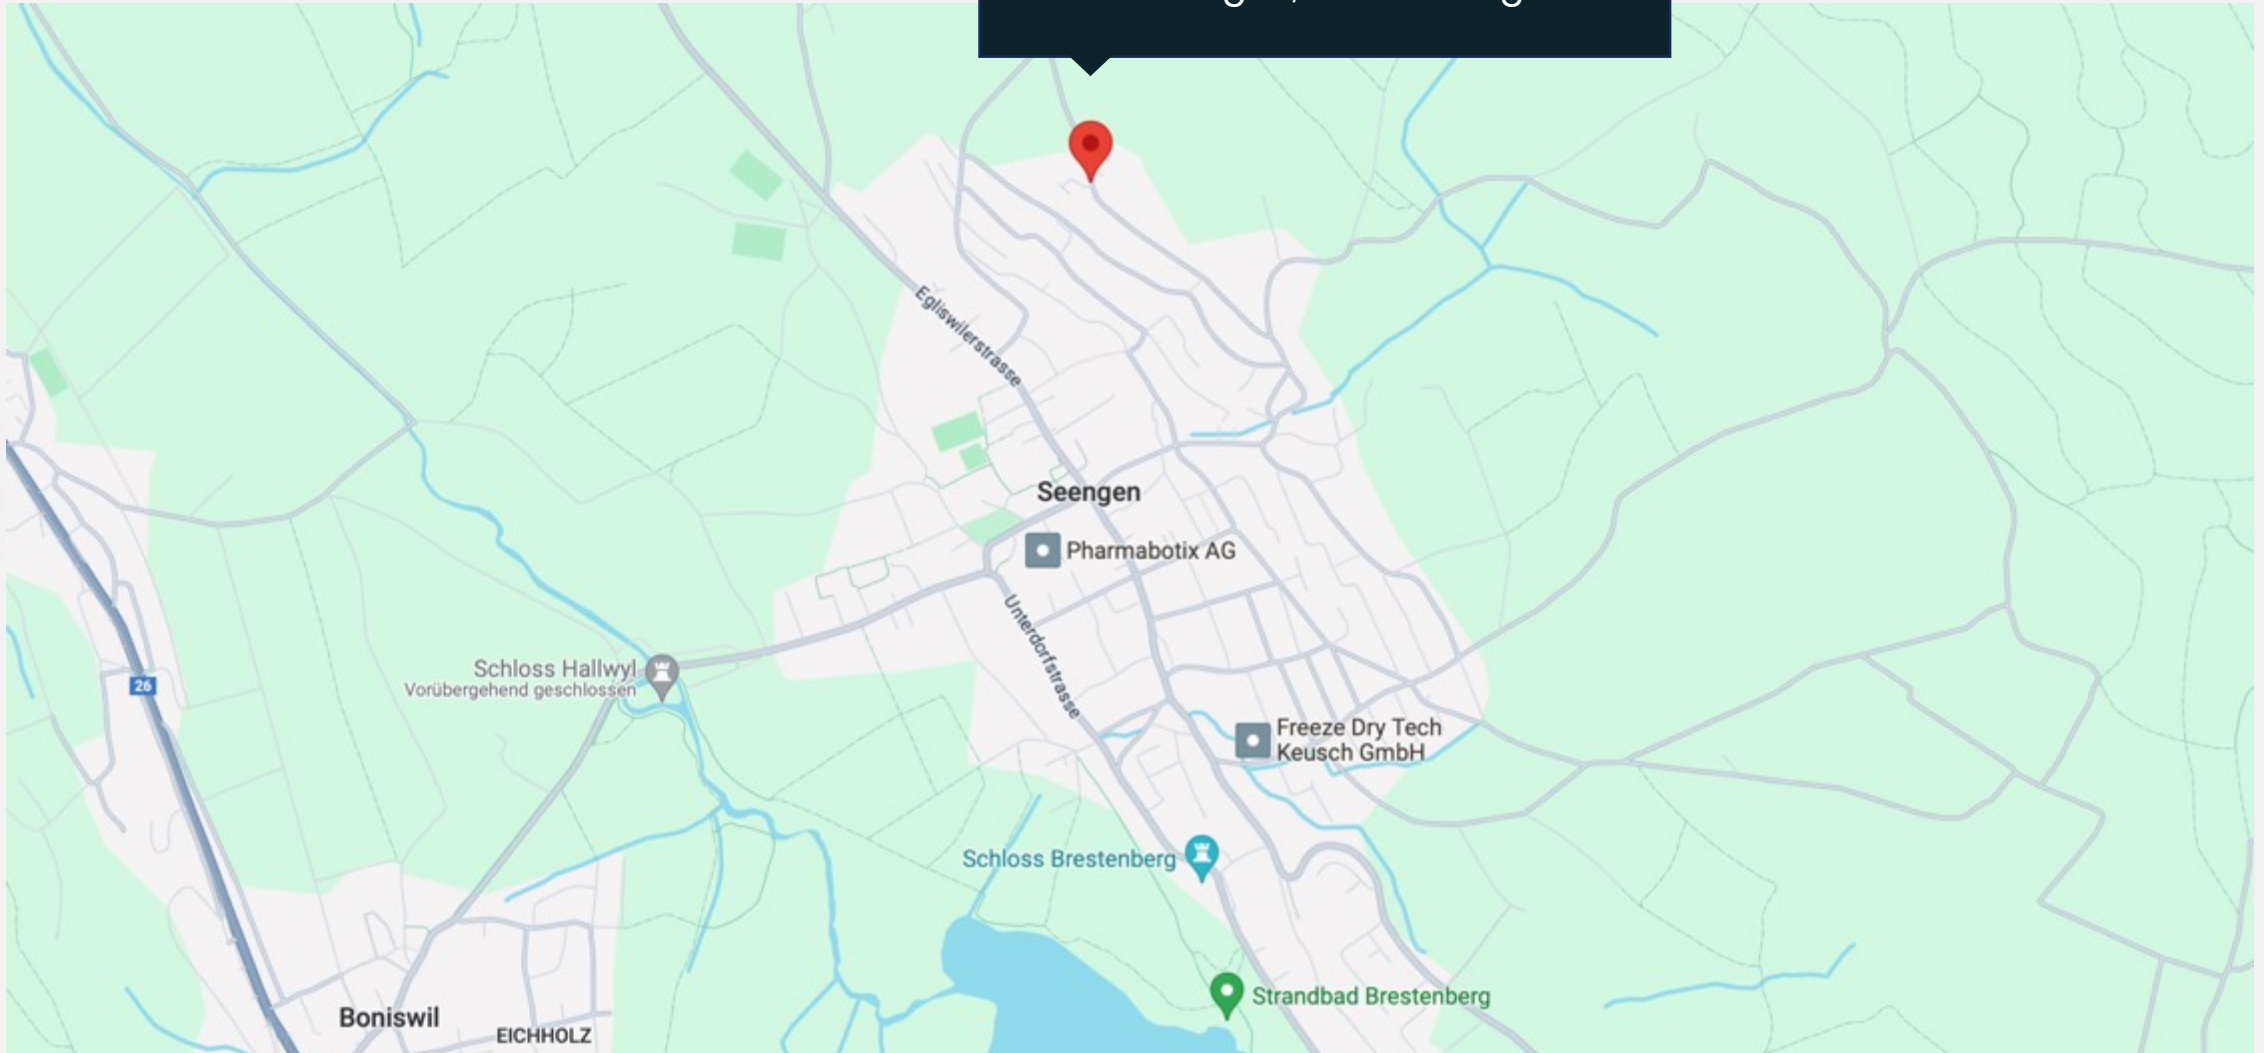 Egliswilerstrasse
Seengen
Pharmabotix AG
Unterdorfstrasse
Schloss Hallwyl
Vorübergehend geschlossen
26
Freeze Dry Tech
Keusch GmbH
Schloss Brestenberg
Strandbad Brestenberg
Boniswil
EICHHOLZ